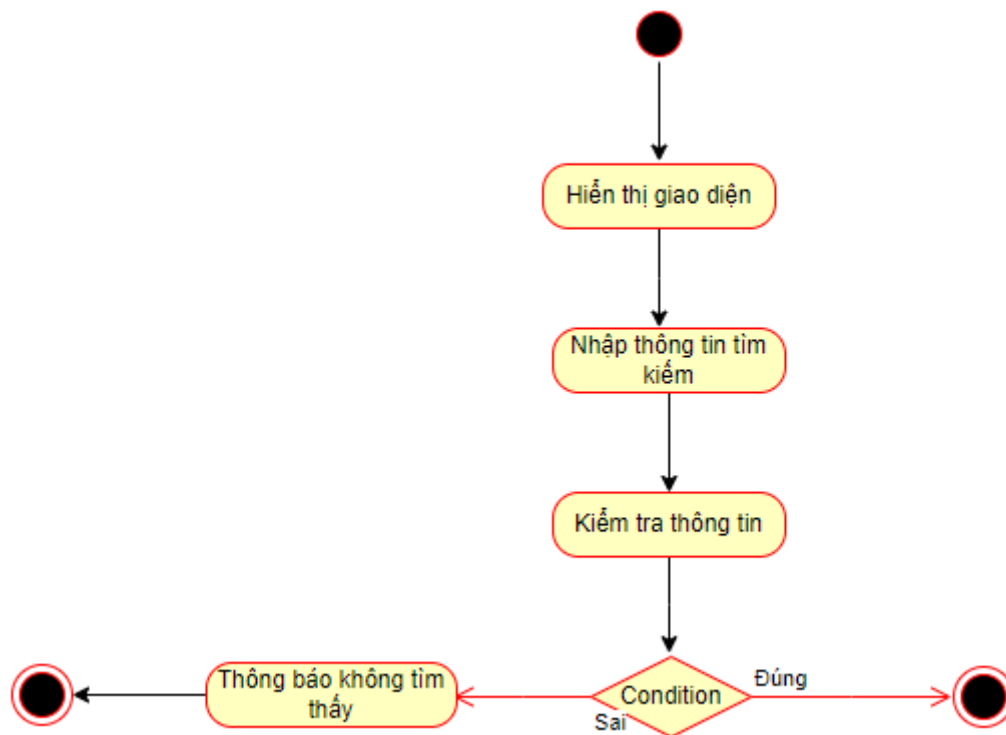 Hiển thị giao diện
Nhập thông tin tìm
kiếm
Kiểm tra thông tin
Thông báo không tìm
thấy
Condition
Đúng
Sai